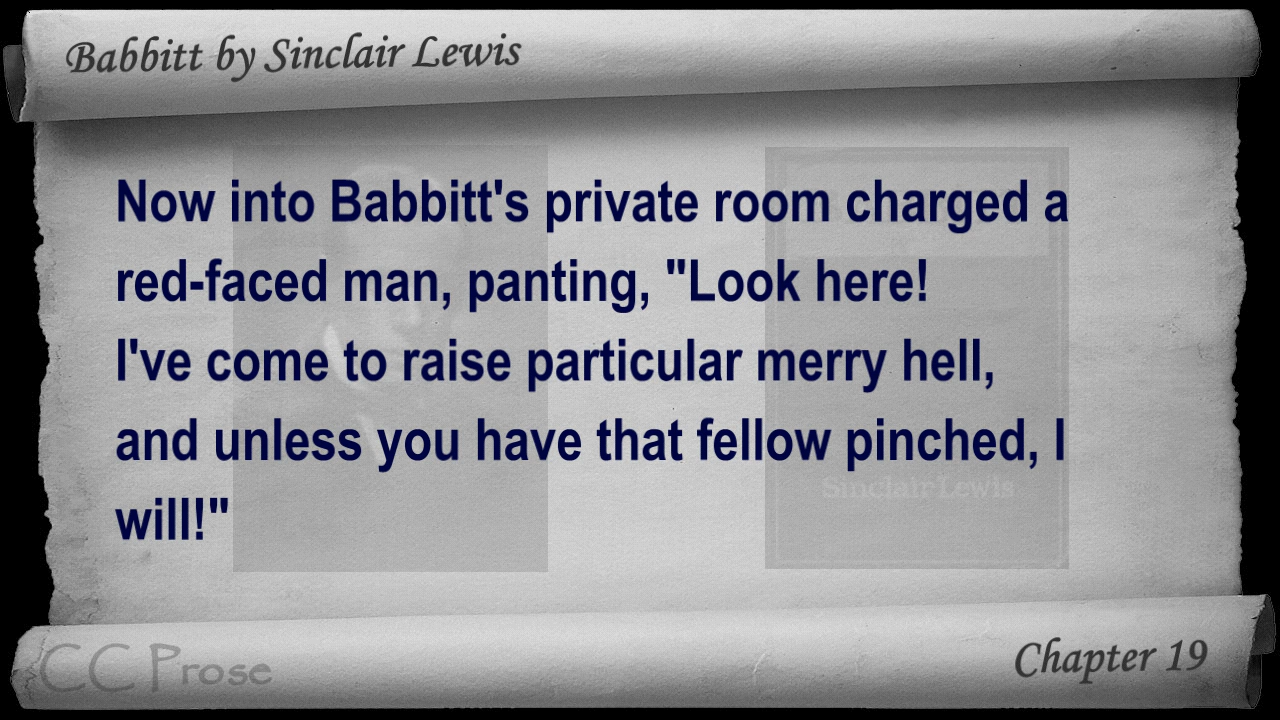 Babbitt by Sinclair Lewis
Now into Babbitt's private room charged a
red-faced man, panting, "Look here!
I've come to raise particular merry hell,
and unless you have that fellow pinched, I
will!"
Sinclair Lewis
CC Prose
Chapter 19